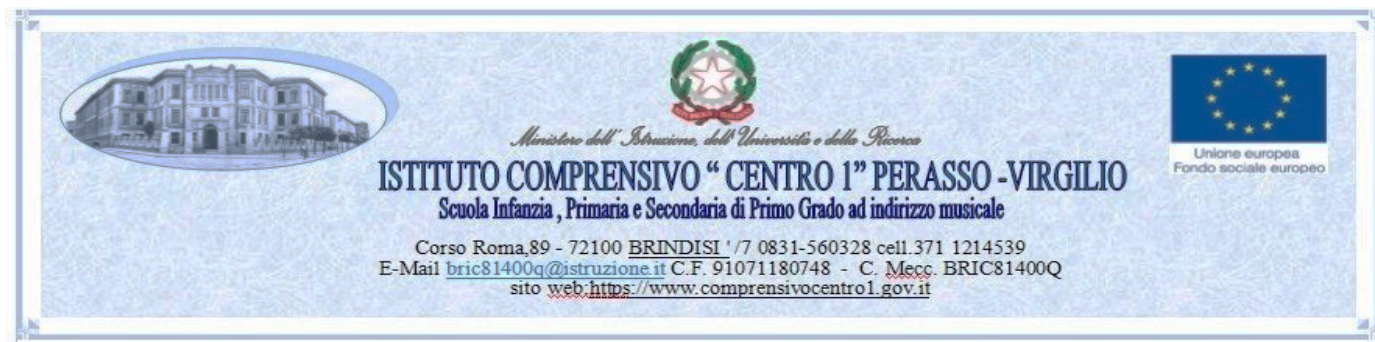 Ministero dell' Istruzione, dell' Università e della Ricerca
ISTITUTO COMPRENSIVO “ CENTRO 1” PERASSO -VIRGILIO
Scuola Infanzia , Primaria e Secondaria di Primo Grado ad indirizzo musicale
Corso Roma,89 - 72100 BRINDISI ' /7 0831-560328 cell.371 1214539
E-Mail bric81400q@istruzione.it C.F. 91071180748 - C. Mecc. BRIC81400Q
sito web:https://www.comprensivocentro1.gov.it
Unione europea
Fondo sociale europeo